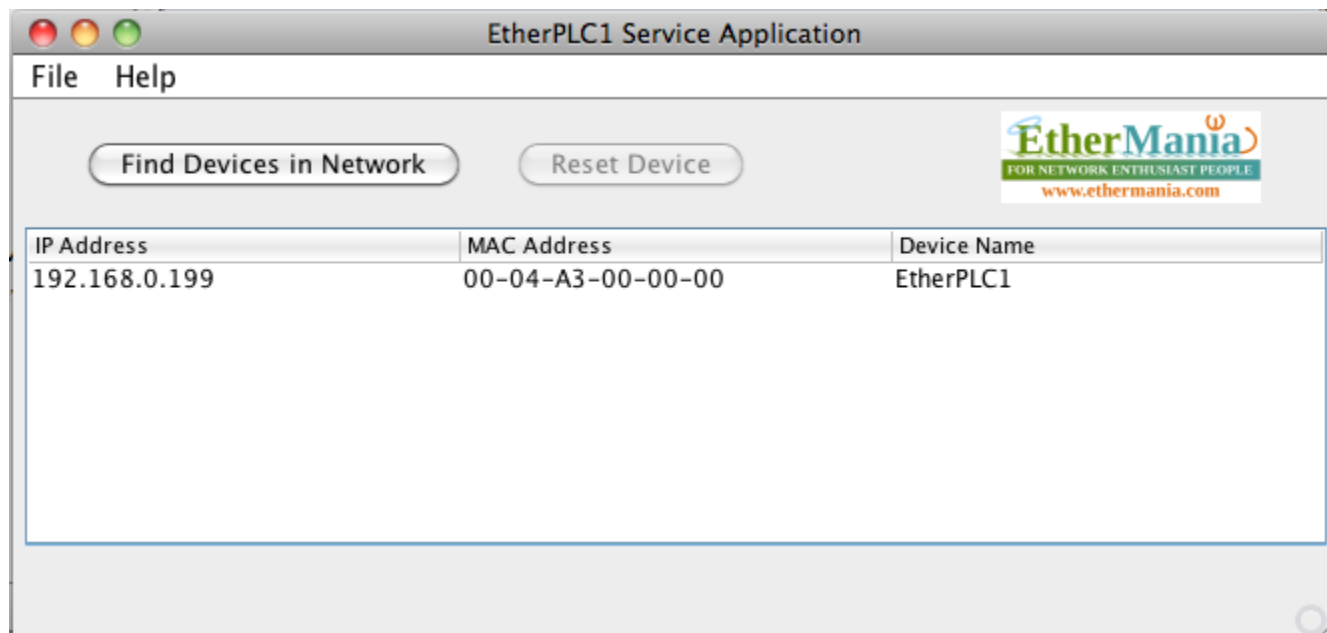 EtherPLC1 Service Application
File Help
Find Devices in Network Reset Device
EtherMania
FOR NETWORK ENTHUSIAST PEOPLE
www.ethermania.com
IP Address MAC Address Device Name
192.168.0.199 00-04-A3-00-00-00 EtherPLC1